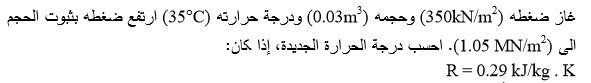 غاز ضغطه (350kN/m²) وحجمه (0.03m³) ودرجة حرارته (35°C) ارتفع ضغطه بثبوت الحجم
الى (1.05 MN/m²). احسب درجة الحرارة الجديدة، إذا كان:
R = 0.29 kJ/kg . K